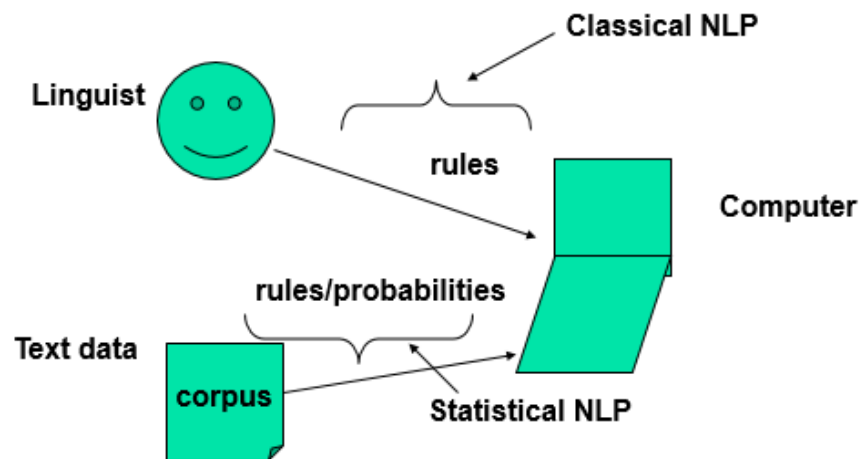 Classical NLP
Linguist
rules
Computer
rules/probabilities
Text data
corpus
Statistical NLP